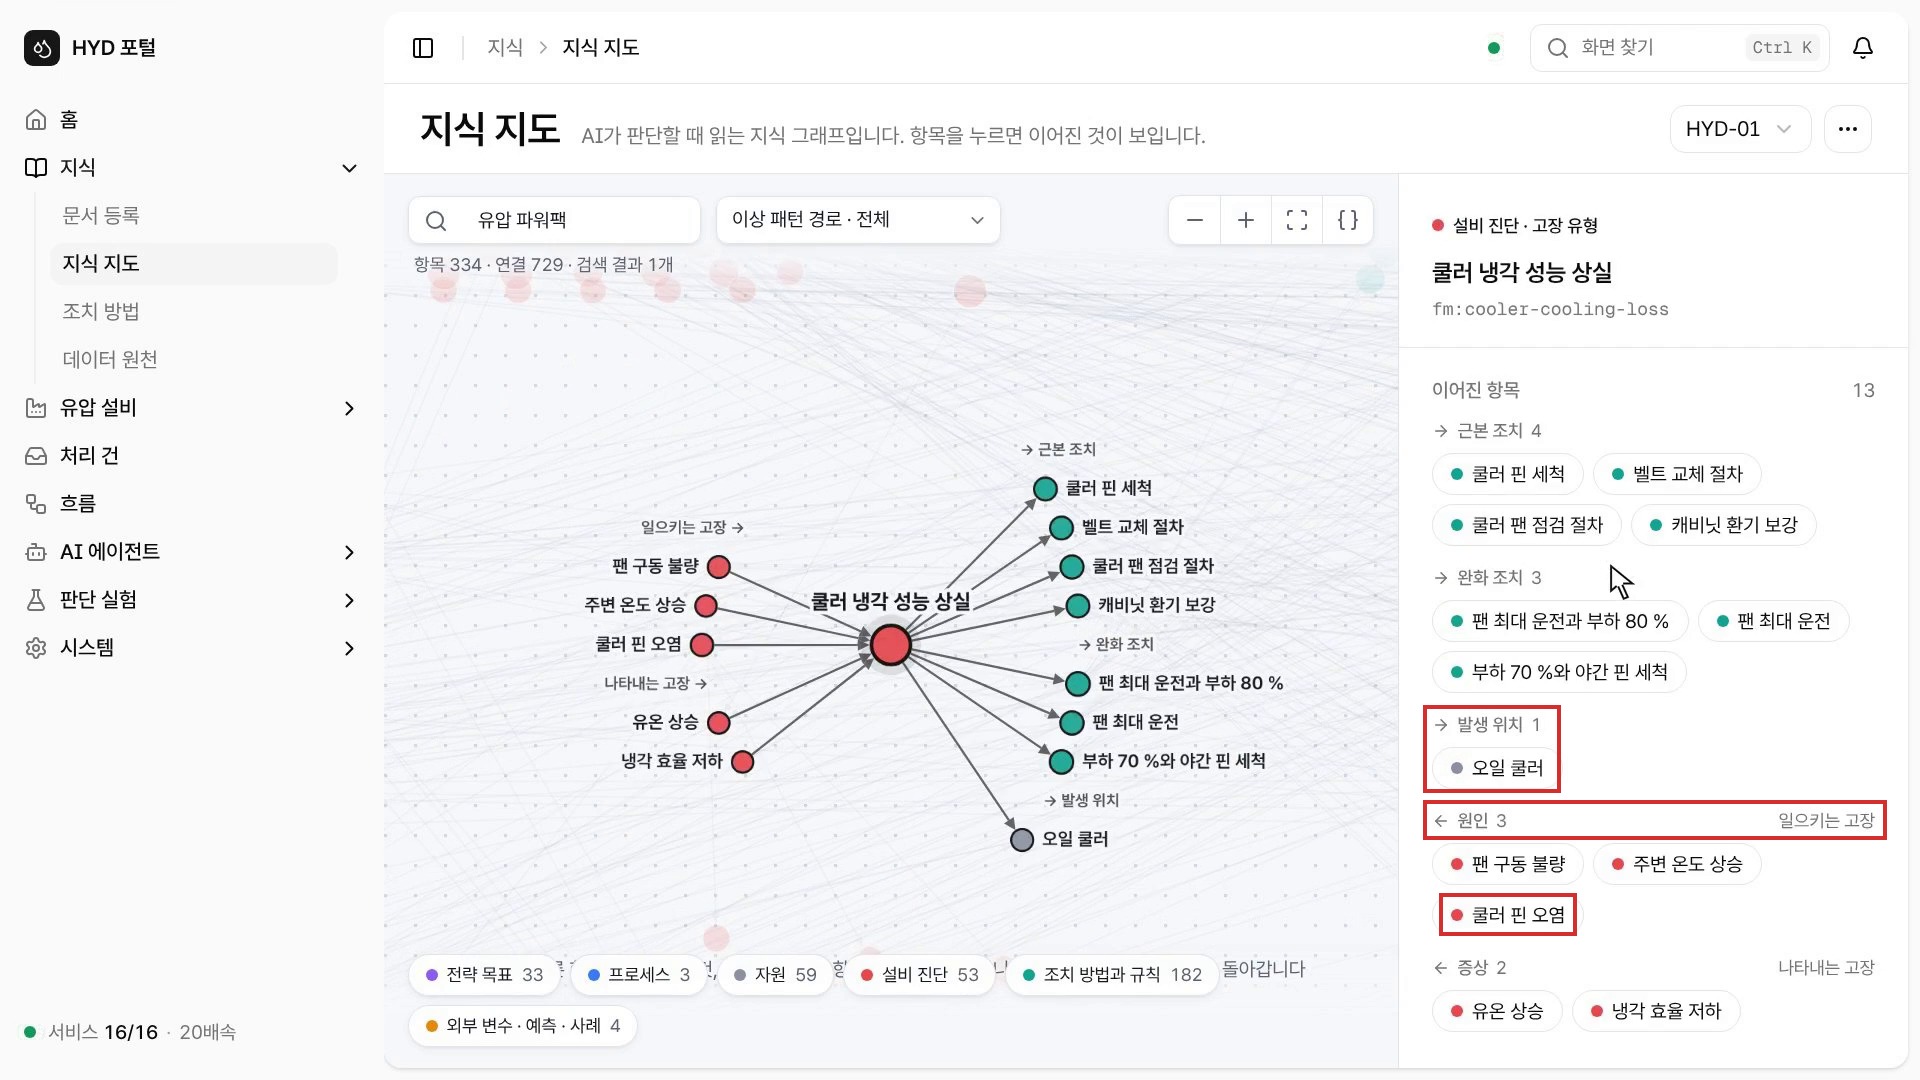 HYD 포털
홈
지식
문서 등록
지식 지도
조치 방법
데이터 원천
유압 설비
처리 건
흐름
AI 에이전트
판단 실험
시스템
서비스 16/16 · 20배속
지식 > 지식 지도
화면 찾기 Ctrl K
지식 지도 AI가 판단할 때 읽는 지식 그래프입니다. 항목을 누르면 이어진 것이 보입니다.
HYD-01
유압 파워팩
이상 패턴 경로 · 전체
항목 334 · 연결 729 · 검색 결과 1개
→ 근본 조치
쿨러 핀 세척
벨트 교체 절차
쿨러 팬 점검 절차
캐비닛 환기 보강
일으키는 고장 →
팬 구동 불량
주변 온도 상승
쿨러 핀 오염
쿨러 냉각 성능 상실
나타내는 고장 →
유온 상승
냉각 효율 저하
→ 완화 조치
팬 최대 운전과 부하 80 %
팬 최대 운전
부하 70 %와 야간 핀 세척
→ 발생 위치
오일 쿨러
전략 목표 33
프로세스 3
자원 59
설비 진단 53
조치 방법과 규칙 182
돌아갑니다
외부 변수 · 예측 · 사례 4
설비 진단 · 고장 유형
쿨러 냉각 성능 상실
fm:cooler-cooling-loss
이어진 항목 13
→ 근본 조치 4
쿨러 핀 세척 벨트 교체 절차
쿨러 팬 점검 절차 캐비닛 환기 보강
→ 완화 조치 3
팬 최대 운전과 부하 80 % 팬 최대 운전
부하 70 %와 야간 핀 세척
→ 발생 위치 1
오일 쿨러
← 원인 3 일으키는 고장
팬 구동 불량 주변 온도 상승
쿨러 핀 오염
← 증상 2 나타내는 고장
유온 상승 냉각 효율 저하